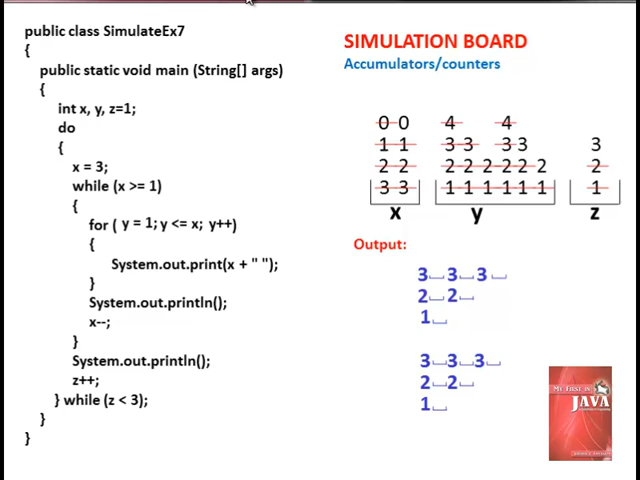 public class SimulateEx7
{
public static void main (String[] args)
{
int x, y, z=1;
do
{
x = 3;
while (x >= 1)
{
for ( y = 1; y <= x; y++)
{
System.out.print(x + " ");
}
System.out.println();
x--;
}
System.out.println();
z++;
} while (z < 3);
}
}
SIMULATION BOARD
Accumulators/counters
0 0 4 4
1 1 3 3 3 3 3
2 2 2 2 2 2 2 2 2
3 3 1 1 1 1 1 1 1
x y z
Output:
3 3 3
2 2
1
3 3 3
2 2
1
MY FIRST IN
JAVA